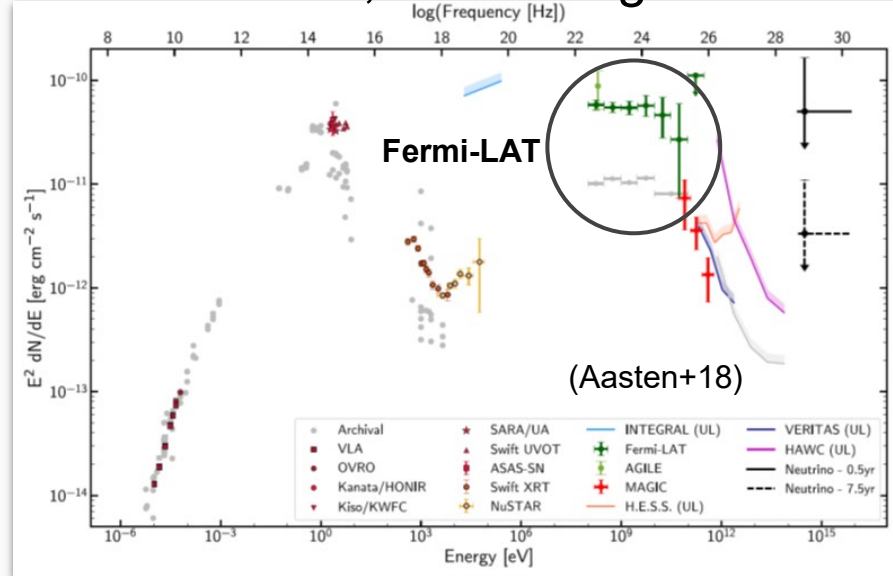 log(Frequency [Hz])
8 10 12 14 16 18 20 22 24 26 28 30
10⁻¹⁰
10⁻¹¹
10⁻¹²
10⁻¹³
10⁻¹⁴
E² dN/dE [erg cm⁻² s⁻¹]
Fermi-LAT
(Aasten+18)
Archival
VLA
OVRO
Kanata/HONIR
Kiso/KWFC
SARA/UA
Swift UVOT
ASAS-SN
Swift XRT
NuSTAR
INTEGRAL (UL)
Fermi-LAT
AGILE
MAGIC
H.E.S.S. (UL)
VERITAS (UL)
HAWC (UL)
Neutrino - 0.5yr
Neutrino - 7.5yr
10⁻⁶ 10⁻³ 10⁰ 10³ 10⁶ 10⁹ 10¹² 10¹⁵
Energy [eV]